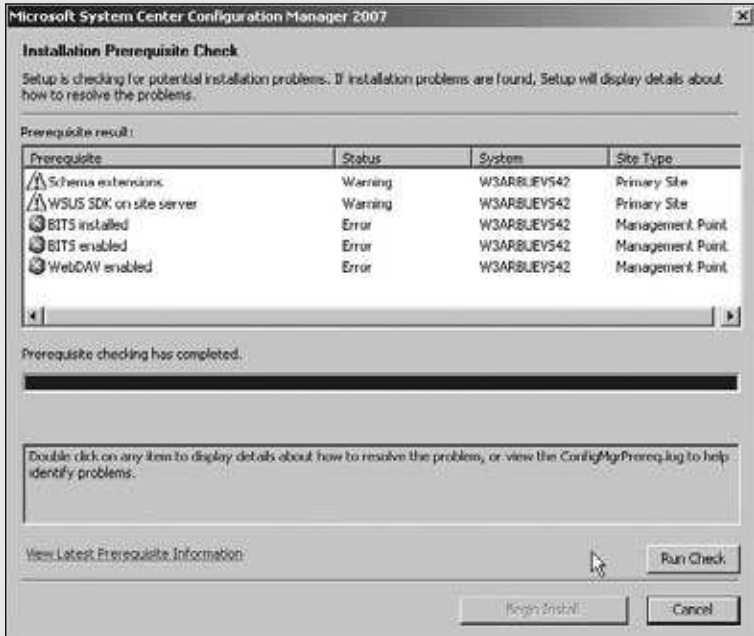 Microsoft System Center Configuration Manager 2007
Installation Prerequisite Check
Setup is checking for potential installation problems. If installation problems are found, Setup will display details about
how to resolve the problems.
Prerequisite result:
Prerequisite Status System Site Type
Schema extensions Warning W3ARBUEV542 Primary Site
WSUS SDK on site server Warning W3ARBUEV542 Primary Site
BITS installed Error W3ARBUEV542 Management Point
BITS enabled Error W3ARBUEV542 Management Point
WebDAV enabled Error W3ARBUEV542 Management Point
Prerequisite checking has completed.
Double click on any item to display details about how to resolve the problem, or view the ConfigMgrPrereq.log to help
identify problems.
View Latest Prerequisite Information
Run Check
Begin Install
Cancel